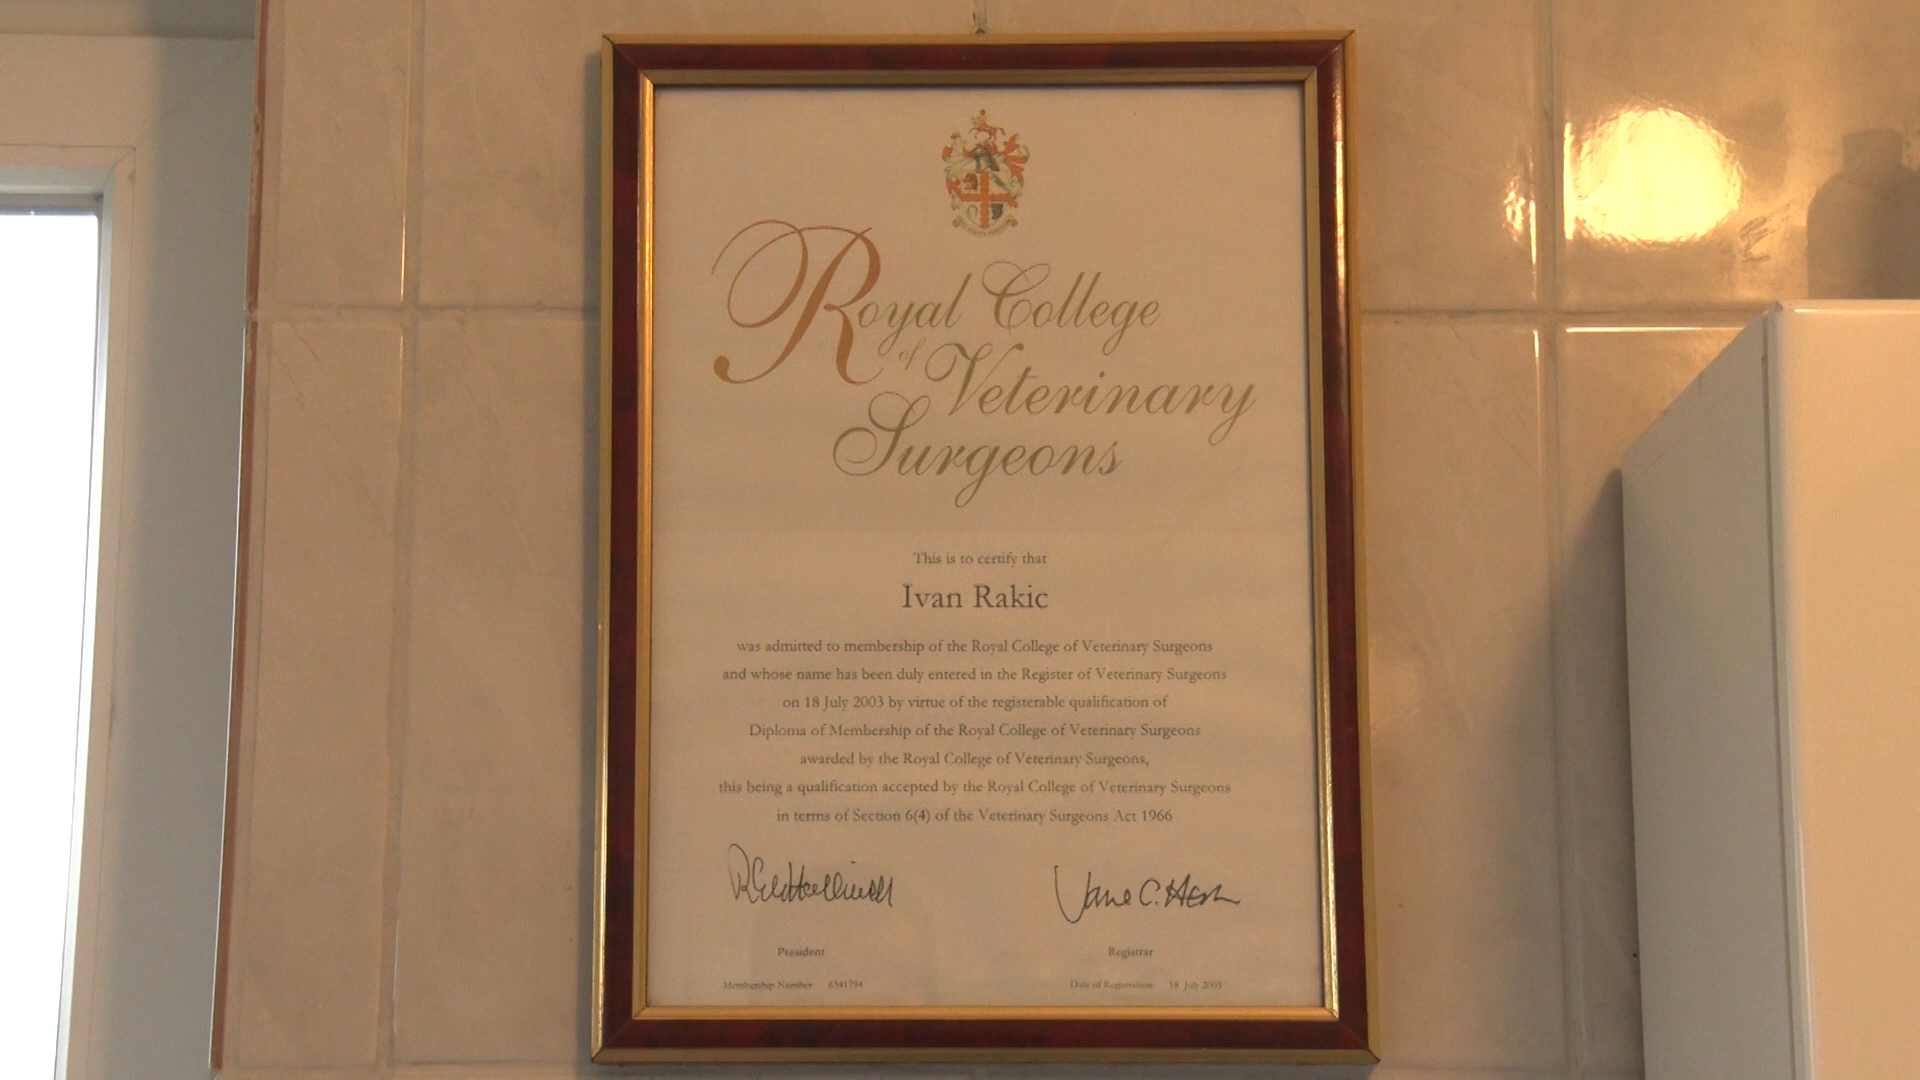 Royal College
of Veterinary
Surgeons
This is to certify that
Ivan Rakic
was admitted to membership of the Royal College of Veterinary Surgeons
and whose name has been duly entered in the Register of Veterinary Surgeons
on 18 July 2003 by virtue of the registerable qualification of
Diploma of Membership of the Royal College of Veterinary Surgeons
awarded by the Royal College of Veterinary Surgeons,
this being a qualification accepted by the Royal College of Veterinary Surgeons
in terms of Section 6(4) of the Veterinary Surgeons Act 1966
Jane C.
President Registrar
Membership Number: 6341794 Date of Registration: 18 July 2003